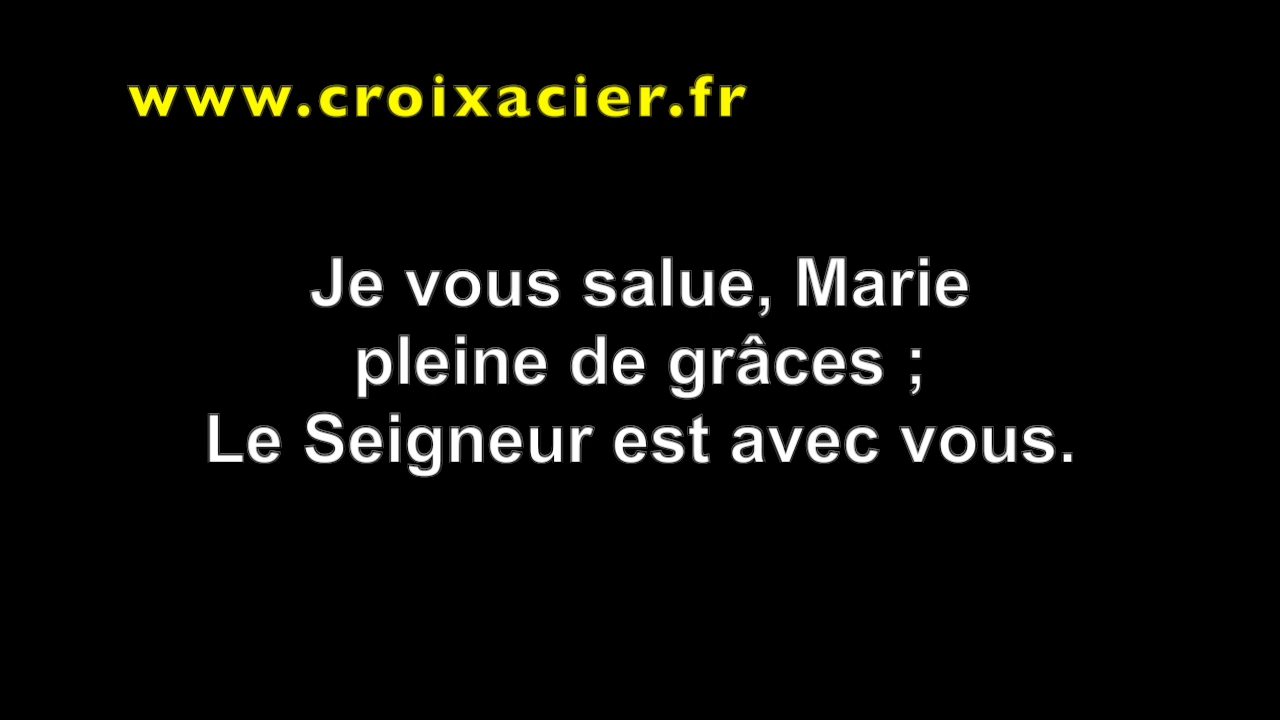 www.croixacier.fr
Je vous salue, Marie
pleine de grâces ;
Le Seigneur est avec vous.